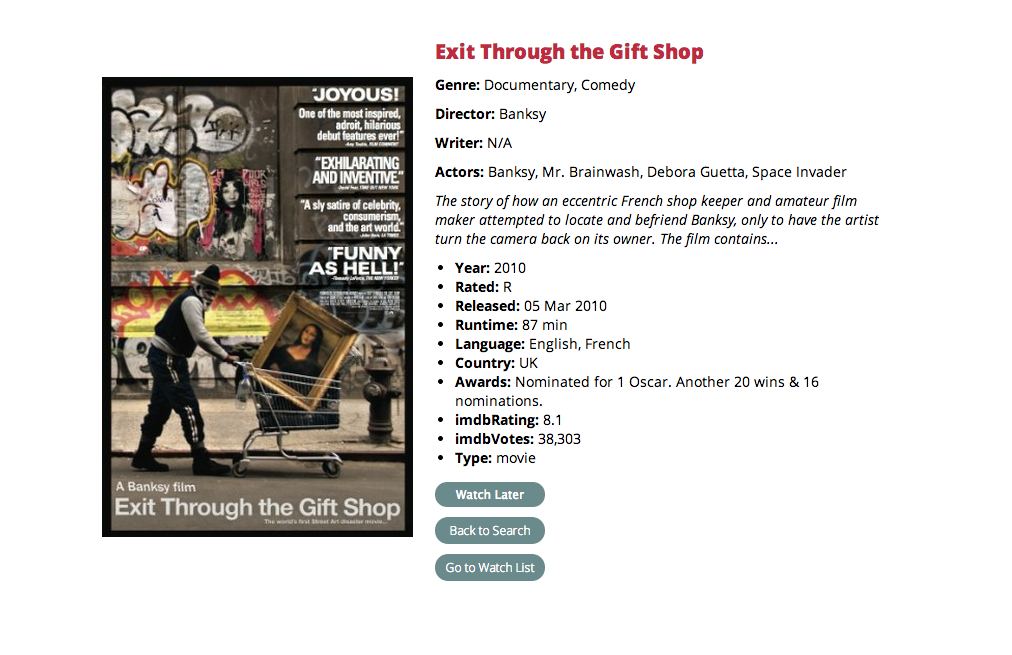 "JOYOUS!
One of the most inspired,
adroit, hilarious
debut features ever!"
"EXHILARATING
AND INVENTIVE."
"A sly satire of celebrity,
consumerism,
and the art world."
"FUNNY
AS HELL!"
A Banksy film
Exit Through the Gift Shop
The world's first Street Art disaster movie...
Exit Through the Gift Shop
Genre: Documentary, Comedy
Director: Banksy
Writer: N/A
Actors: Banksy, Mr. Brainwash, Debora Guetta, Space Invader
The story of how an eccentric French shop keeper and amateur film
maker attempted to locate and befriend Banksy, only to have the artist
turn the camera back on its owner. The film contains...
• Year: 2010
• Rated: R
• Released: 05 Mar 2010
• Runtime: 87 min
• Language: English, French
• Country: UK
• Awards: Nominated for 1 Oscar. Another 20 wins & 16
nominations.
• imdbRating: 8.1
• imdbVotes: 38,303
• Type: movie
Watch Later
Back to Search
Go to Watch List